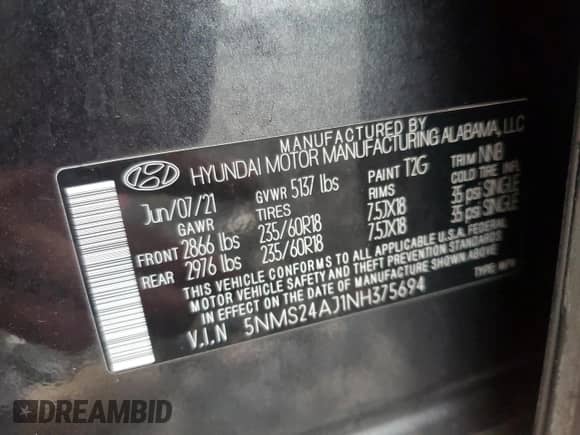 MANUFACTURED BY
HYUNDAI MOTOR MANUFACTURING ALABAMA, LLC
Jun/07/21 GVWR 5137 lbs PAINT T2G TRIM NNB
GAWR TIRES RIMS COLD TIRE INFL
FRONT 2866 lbs 235/60R18 7.5JX18 35 psi SINGLE
REAR 2976 lbs 235/60R18 7.5JX18 35 psi SINGLE
THIS VEHICLE CONFORMS TO ALL APPLICABLE U.S.A. FEDERAL
MOTOR VEHICLE SAFETY AND THEFT PREVENTION STANDARDS
IN EFFECT ON THE DATE OF MANUFACTURE SHOWN ABOVE.
V.I.N 5NMS24AJ1NH375694 TYPE MPV
DREAMBID